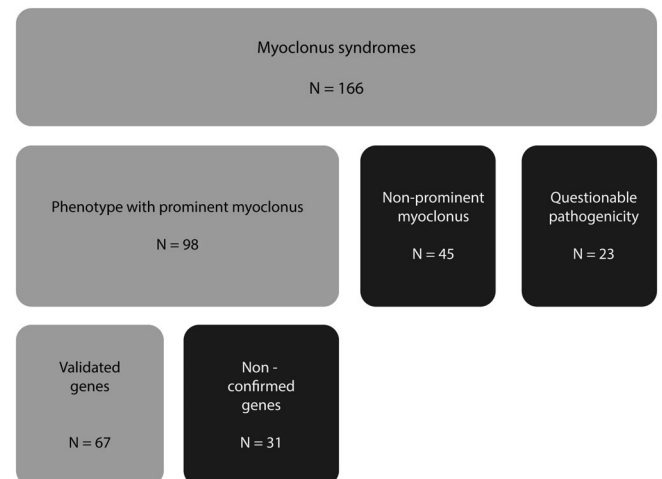 Myoclonus syndromes
N = 166
Phenotype with prominent myoclonus
N = 98
Non-prominent
myoclonus
N = 45
Questionable
pathogenicity
N = 23
Validated
genes
N = 67
Non -
confirmed
genes
N = 31